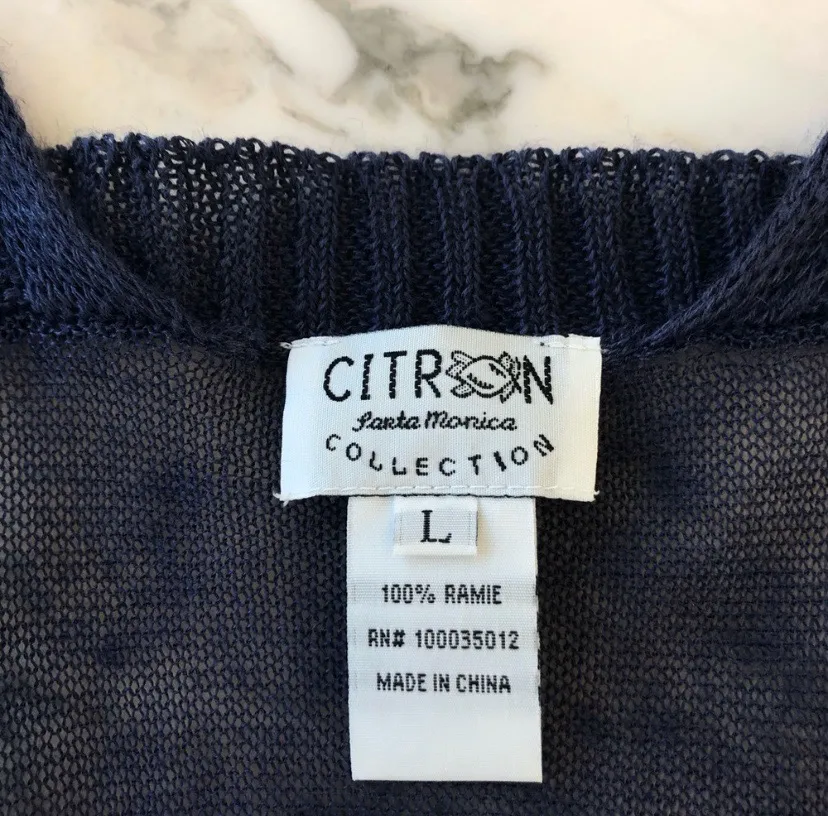 CITRON
Santa Monica
COLLECTION
L
100% RAMIE
RN# 100035012
MADE IN CHINA